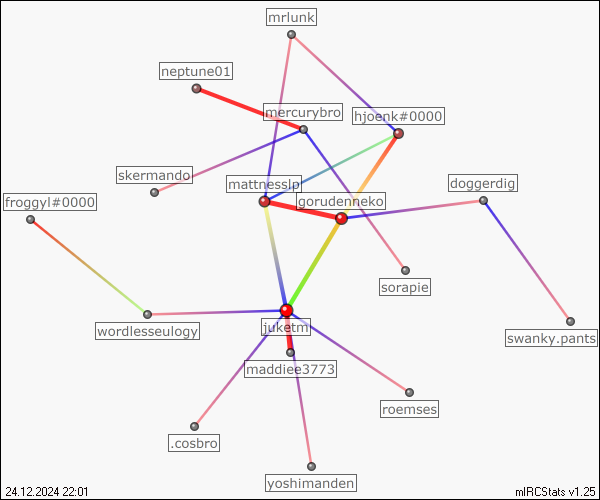 mrlunk
neptune01
mercurybro
hjoenk#0000
skermando
mattnesslp
doggerdig
froggyl#0000
gorudenneko
sorapie
wordlesseulogy
juketm
swanky.pants
maddiee3773
roemses
.cosbro
yoshimanden
24.12.2024 22:01
mIRCStats v1.25